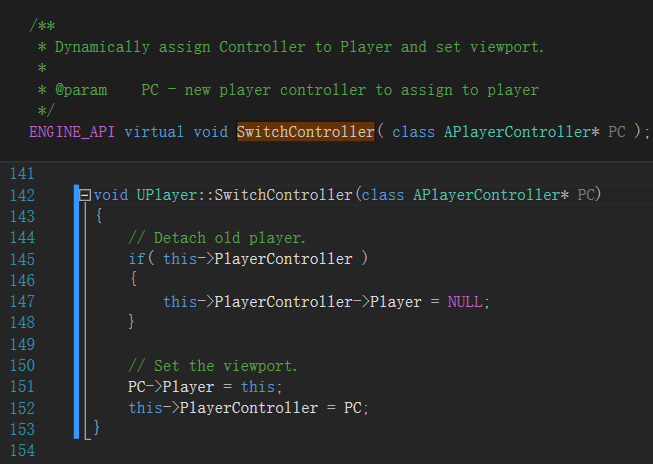 /**
 * Dynamically assign Controller to Player and set viewport.
 *
 * @param    PC - new player controller to assign to player
 */
ENGINE_API virtual void SwitchController( class APlayerController* PC );
141
142 void UPlayer::SwitchController(class APlayerController* PC)
143 {
144     // Detach old player.
145     if( this->PlayerController )
146     {
147         this->PlayerController->Player = NULL;
148     }
149
150     // Set the viewport.
151     PC->Player = this;
152     this->PlayerController = PC;
153 }
154